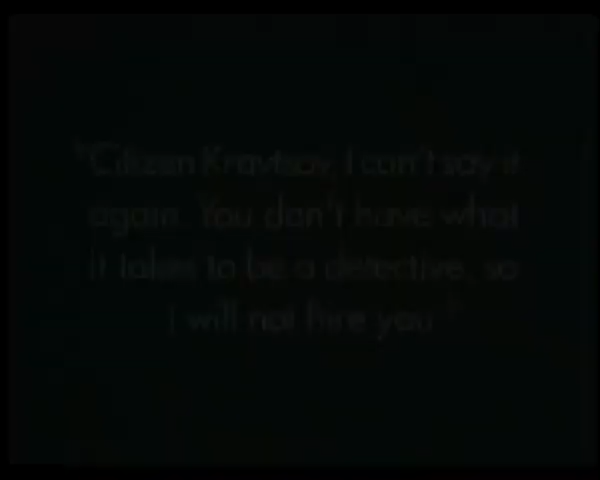 "Citizen Kravtsov, I can't say it
again. You don't have what
it takes to be a detective, so
I will not hire you."